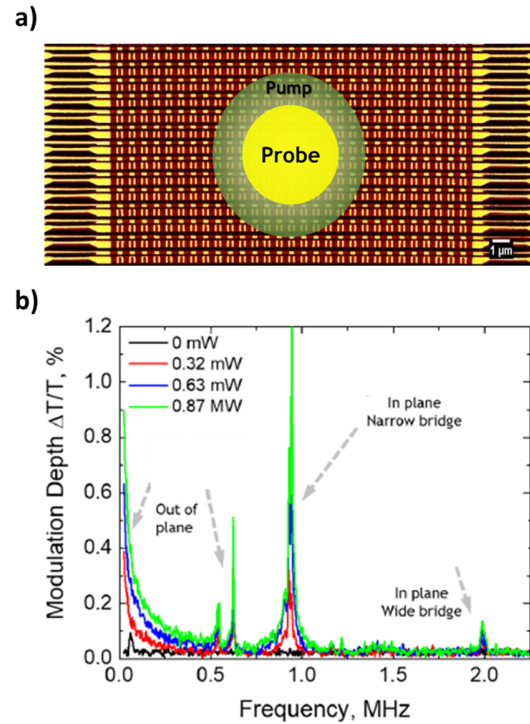 a)
Pump
Probe
1 µm
b)
Modulation Depth ΔT/T, %
1.2
1.0
0.8
0.6
0.4
0.2
0.0
0 mW
0.32 mW
0.63 mW
0.87 MW
In plane
Narrow bridge
Out of
plane
In plane
Wide bridge
0.0
0.5
1.0
1.5
2.0
Frequency, MHz